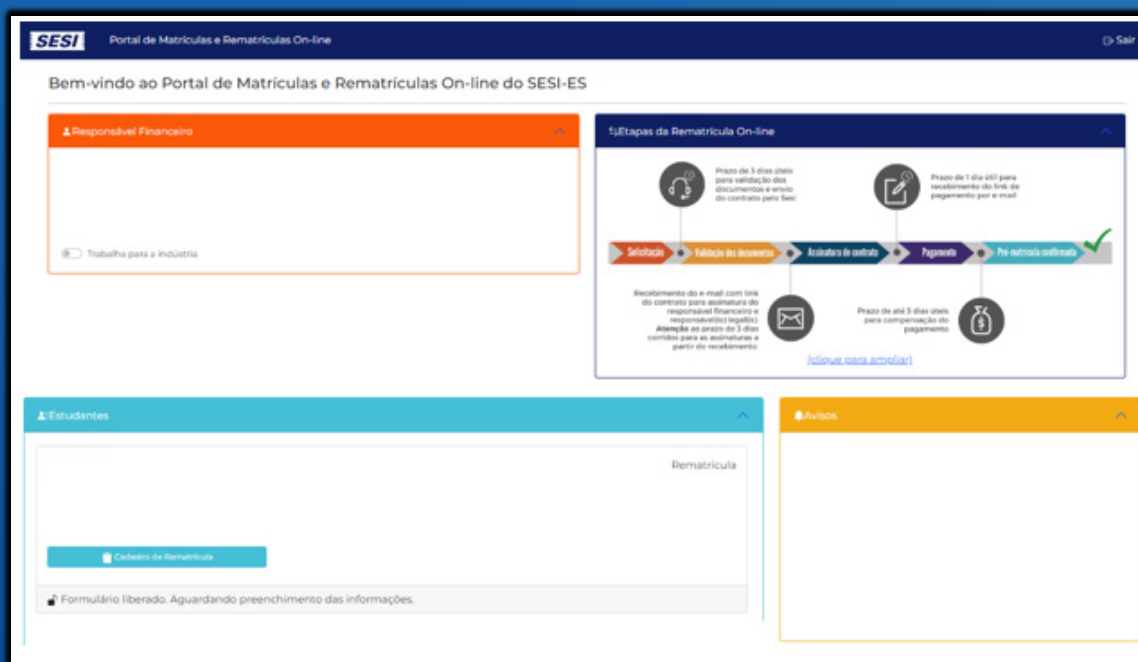 SESI
Portal de Matrículas e Rematrículas On-line
Sair
Bem-vindo ao Portal de Matrículas e Rematrículas On-line do SESI-ES
Responsável Financeiro
Trabalha para a indústria
Etapas da Rematrícula On-line
Prazo de 3 dias úteis
para validação dos
documentos e envio
do contrato pelo Sesi
Prazo de 1 dia útil para
recebimento do link de
pagamento por e-mail
Solicitação
Validação dos documentos
Assinatura de contrato
Pagamento
Pré-matrícula confirmada
Recebimento do e-mail com link
do contrato para assinatura do
responsável financeiro e
responsável(is) legal(is).
Atenção ao prazo de 3 dias
corridos para as assinaturas a
partir do recebimento.
Prazo de até 3 dias úteis
para compensação do
pagamento
[clique para ampliar]
Estudantes
Rematrícula
Cadastro de Rematrícula
Formulário liberado. Aguardando preenchimento das informações.
Avisos